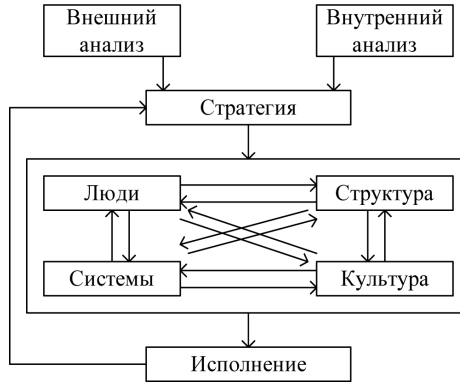 Внешний
анализ
Внутренний
анализ
Стратегия
Люди
Структура
Системы
Культура
Исполнение